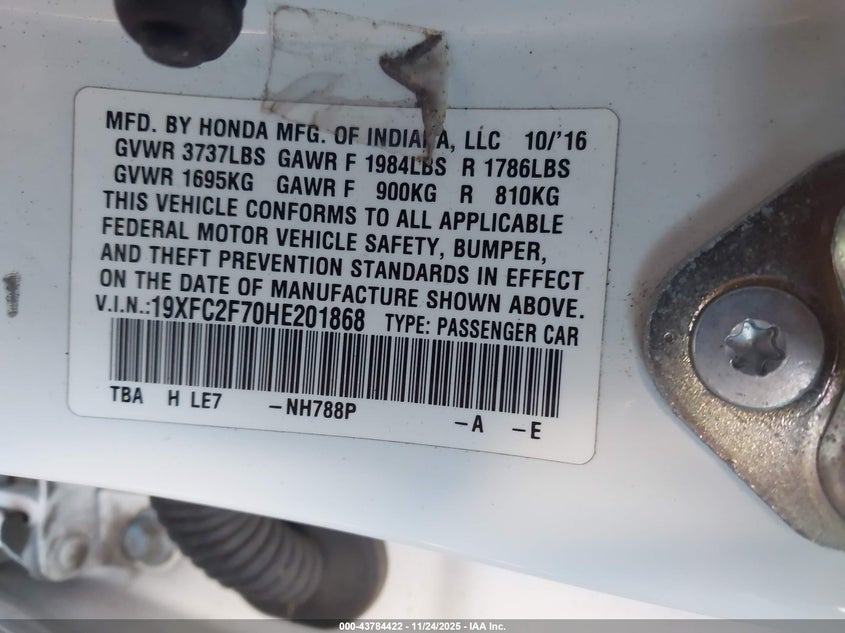 MFD. BY HONDA MFG. OF INDIANA, LLC 10/'16
GVWR 3737LBS GAWR F 1984LBS R 1786LBS
GVWR 1695KG GAWR F 900KG R 810KG
THIS VEHICLE CONFORMS TO ALL APPLICABLE
FEDERAL MOTOR VEHICLE SAFETY, BUMPER,
AND THEFT PREVENTION STANDARDS IN EFFECT
ON THE DATE OF MANUFACTURE SHOWN ABOVE.
V.I.N.:19XFC2F70HE201868 TYPE: PASSENGER CAR
TBA H LE7 -NH788P -A -E
000-43784422 - 11/24/2025 - IAA Inc.